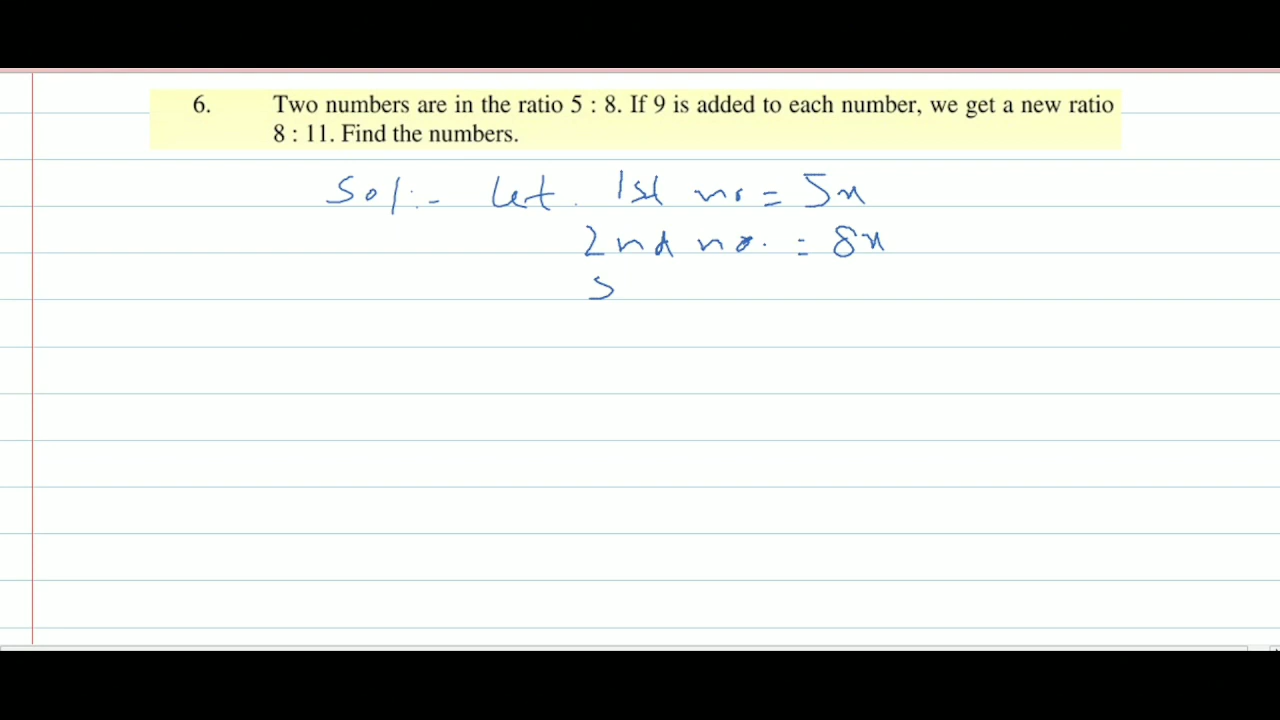 6. Two numbers are in the ratio 5 : 8. If 9 is added to each number, we get a new ratio
8 : 11. Find the numbers.
Sol:- Let. 1st no = 5x
2nd no. = 8x
S